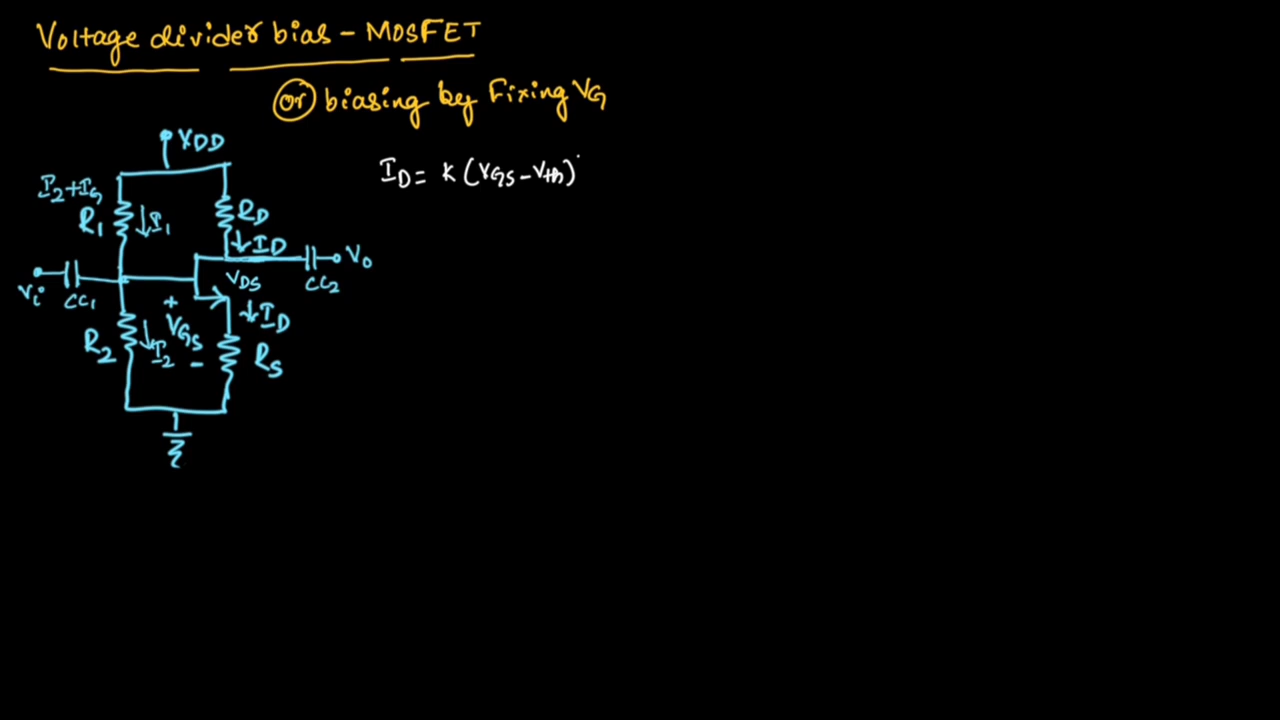 Voltage divider bias - MOSFET
or biasing by Fixing VG
VDD
ID = K (VGS - Vth)
I2+IG
R1
I1
RD
ID
Vo
CC2
Vi
CC1
VDS
+
VGS
-
ID
R2
I2
RS